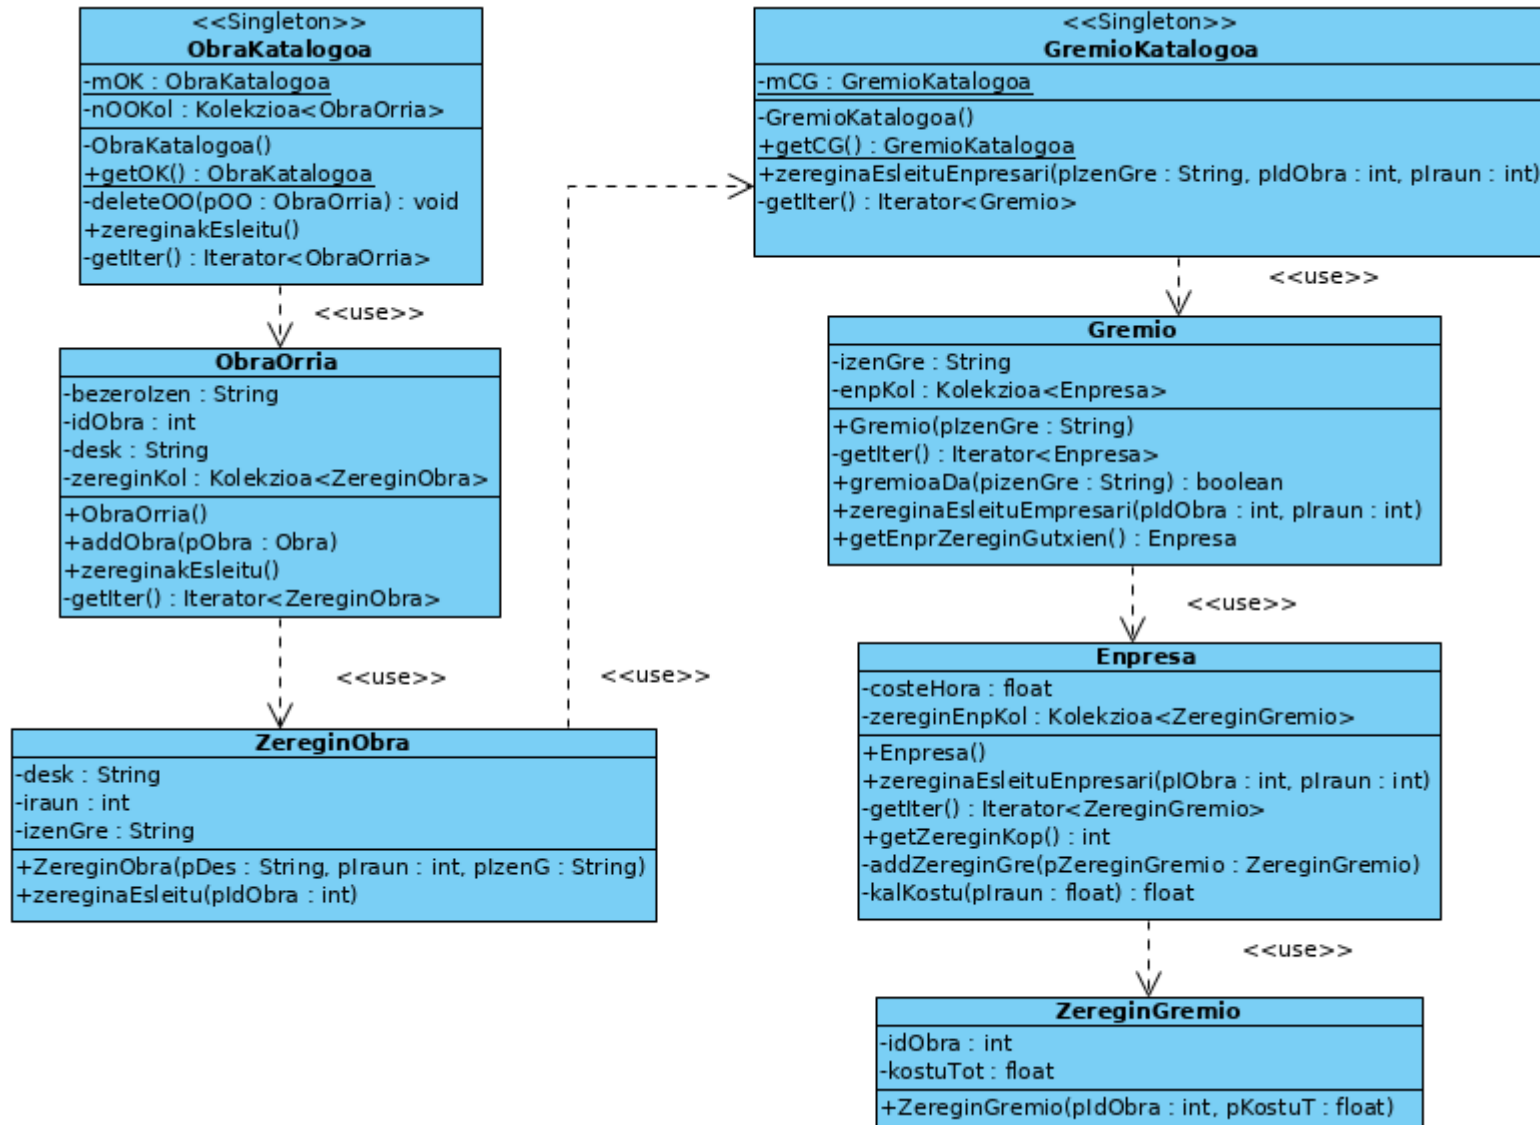 <<Singleton>>
ObraKatalogoa
-mOK : ObraKatalogoa
-nOOKol : Kolekzioa<ObraOrria>
-ObraKatalogoa()
+getOK() : ObraKatalogoa
-deleteOO(pOO : ObraOrria) : void
+zereginakEsleitu()
-getIter() : Iterator<ObraOrria>
<<use>>
ObraOrria
-bezeroIzen : String
-idObra : int
-desk : String
-zereginKol : Kolekzioa<ZereginObra>
+ObraOrria()
+addObra(pObra : Obra)
+zereginakEsleitu()
-getIter() : Iterator<ZereginObra>
<<use>>
ZereginObra
-desk : String
-iraun : int
-izenGre : String
+ZereginObra(pDes : String, pIraun : int, pIzenG : String)
+zereginaEsleitu(pIdObra : int)
<<use>>
<<Singleton>>
GremioKatalogoa
-mCG : GremioKatalogoa
-GremioKatalogoa()
+getCG() : GremioKatalogoa
+zereginaEsleituEnpresari(pIzenGre : String, pIdObra : int, pIraun : int)
-getIter() : Iterator<Gremio>
<<use>>
Gremio
-izenGre : String
-enpKol : Kolekzioa<Enpresa>
+Gremio(pIzenGre : String)
-getIter() : Iterator<Enpresa>
+gremioaDa(pizenGre : String) : boolean
+zereginaEsleituEmpresari(pIdObra : int, pIraun : int)
+getEnprZereginGutxien() : Enpresa
<<use>>
Enpresa
-costeHora : float
-zereginEnpKol : Kolekzioa<ZereginGremio>
+Enpresa()
+zereginaEsleituEnpresari(pIObra : int, pIraun : int)
-getIter() : Iterator<ZereginGremio>
+getZereginKop() : int
-addZereginGre(pZereginGremio : ZereginGremio)
-kalKostu(pIraun : float) : float
<<use>>
ZereginGremio
-idObra : int
-kostuTot : float
+ZereginGremio(pIdObra : int, pKostuT : float)